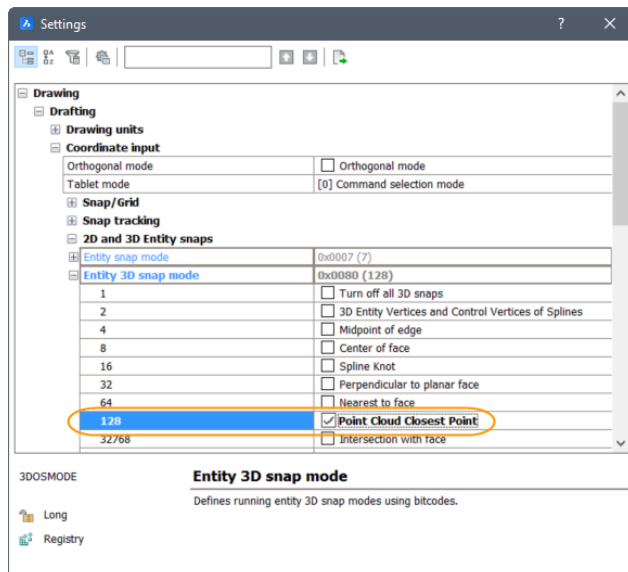 Settings
Drawing
Drafting
Drawing units
Coordinate input
Orthogonal mode Orthogonal mode
Tablet mode [0] Command selection mode
Snap/Grid
Snap tracking
2D and 3D Entity snaps
Entity snap mode 0x0007 (7)
Entity 3D snap mode 0x0080 (128)
1 Turn off all 3D snaps
2 3D Entity Vertices and Control Vertices of Splines
4 Midpoint of edge
8 Center of face
16 Spline Knot
32 Perpendicular to planar face
64 Nearest to face
128 Point Cloud Closest Point
32768 Intersection with face
3DOSMODE Entity 3D snap mode
Defines running entity 3D snap modes using bitcodes.
Long
Registry